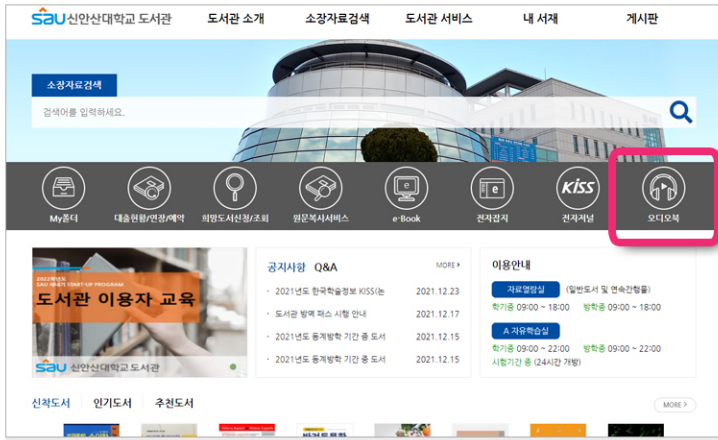 SAU 신안산대학교 도서관
도서관 소개 소장자료검색 도서관 서비스 내 서재 게시판
소장자료검색
검색어를 입력하세요.
My폴더 대출현황/연장/예약 희망도서신청/조회 원문복사서비스 e-Book 전자잡지 전자저널 오디오북
e
e
KISS
2022학년도
SAU 새내기 START-UP PROGRAM
도서관 이용자 교육
SAU 신안산대학교 도서관
공지사항 Q&A MORE
· 2021년도 한국학술정보 KISS(논 2021.12.23
· 도서관 방역 패스 시행 안내 2021.12.17
· 2021년도 동계방학 기간 중 도서 2021.12.15
· 2021년도 동계방학 기간 중 도서 2021.12.15
이용안내
자료열람실 (일반도서 및 연속간행물)
학기중 09:00 ~ 18:00 방학중 09:00 ~ 18:00
A 자유학습실
학기중 09:00 ~ 22:00 방학중 09:00 ~ 22:00
시험기간 중 (24시간 개방)
신착도서 인기도서 추천도서 MORE >